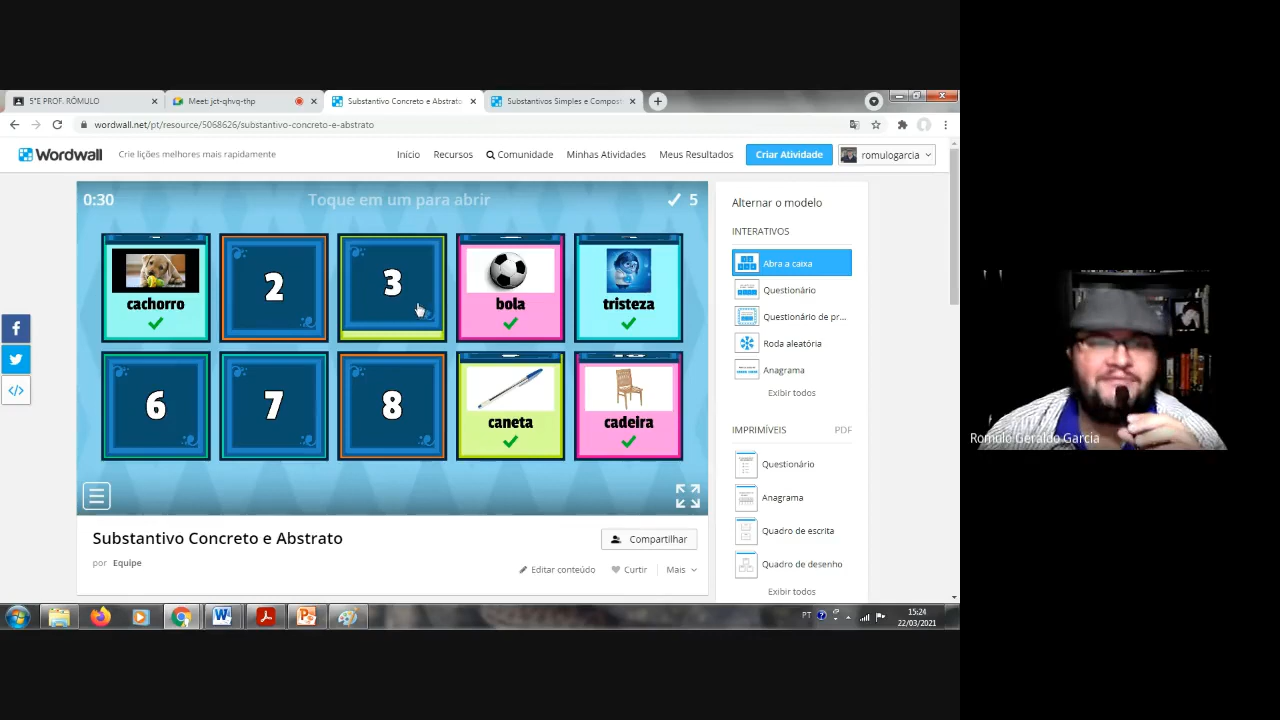 5°E PROF. RÔMULO
Meet: jct-qhvq-thp
Substantivo Concreto e Abstrato
Substantivos Simples e Compost
wordwall.net/pt/resource/5068626/substantivo-concreto-e-abstrato
Wordwall
Crie lições melhores mais rapidamente
Início
Recursos
Comunidade
Minhas Atividades
Meus Resultados
Criar Atividade
romulogarcia
0:30
Toque em um para abrir
5
cachorro
2
3
bola
tristeza
6
7
8
caneta
cadeira
Substantivo Concreto e Abstrato
por Equipe
Compartilhar
Editar conteúdo
Curtir
Mais
Alternar o modelo
INTERATIVOS
Abra a caixa
Questionário
Questionário de pr...
Roda aleatória
Anagrama
Exibir todos
IMPRIMÍVEIS
PDF
Questionário
Anagrama
Quadro de escrita
Quadro de desenho
Exibir todos
PT
15:24
22/03/2021
Romulo Geraldo Garcia